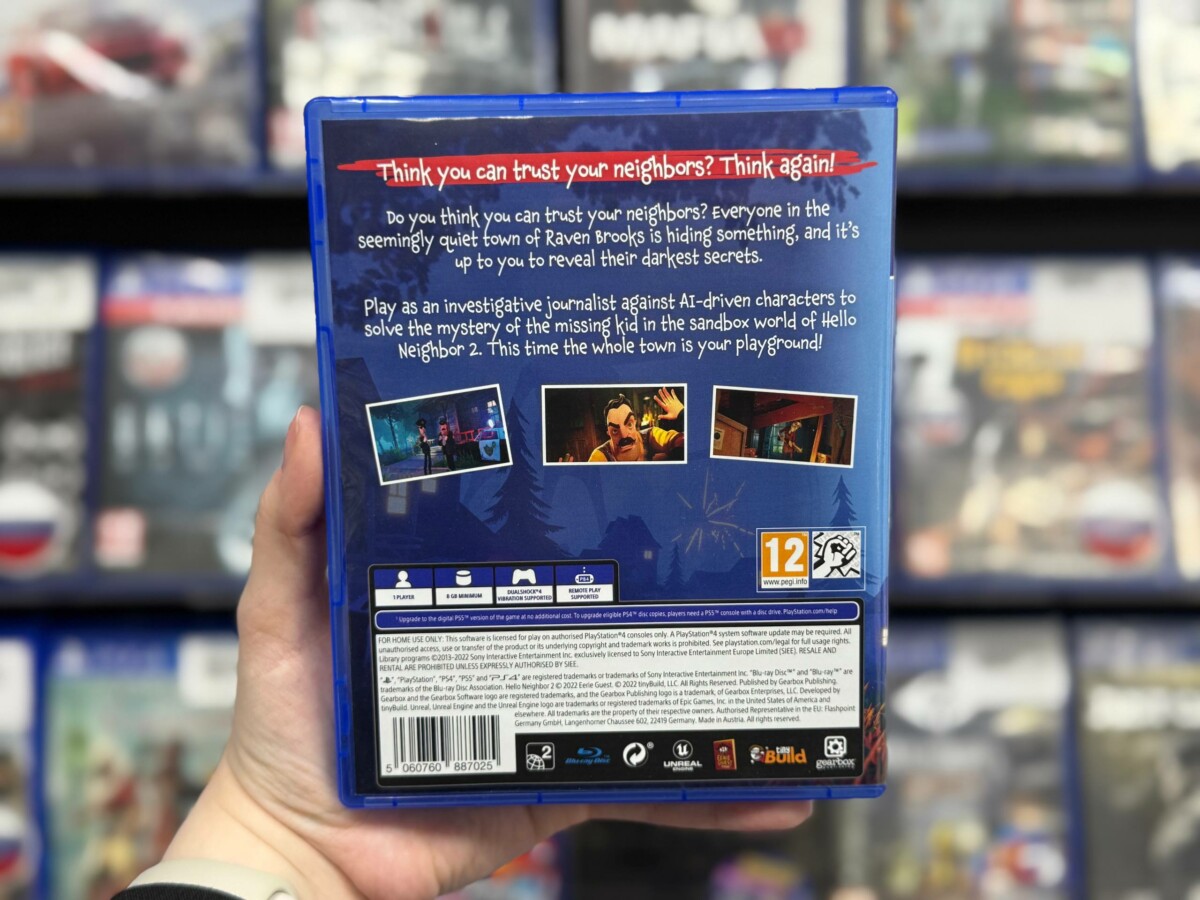 Think you can trust your neighbors? Think again!
Do you think you can trust your neighbors? Everyone in the
seemingly quiet town of Raven Brooks is hiding something, and it's
up to you to reveal their darkest secrets.
Play as an investigative journalist against AI-driven characters to
solve the mystery of the missing kid in the sandbox world of Hello
Neighbor 2. This time the whole town is your playground!
12
www.pegi.info
1 PLAYER
8 GB MINIMUM
DUALSHOCK®4
VIBRATION SUPPORTED
PS4
REMOTE PLAY
SUPPORTED
¹ Upgrade to the digital PS5™ version of the game at no additional cost. To upgrade eligible PS4™ disc copies, players need a PS5™ console with a disc drive. PlayStation.com/help
FOR HOME USE ONLY: This software is licensed for play on authorised PlayStation®4 consoles only. A PlayStation®4 system software update may be required. All
unauthorised access, use or transfer of the product or its underlying copyright and trademark works is prohibited. See playstation.com/legal for full usage rights.
Library programs ©2013-2022 Sony Interactive Entertainment Inc. exclusively licensed to Sony Interactive Entertainment Europe Limited (SIEE). RESALE AND
RENTAL ARE PROHIBITED UNLESS EXPRESSLY AUTHORISED BY SIEE.
"PlayStation", "PS4", "PS5" and "PS4" are registered trademarks or trademarks of Sony Interactive Entertainment Inc. "Blu-ray Disc™" and "Blu-ray™" are
trademarks of the Blu-ray Disc Association. Hello Neighbor 2 © 2022 Eerie Guest. © 2022 tinyBuild, LLC. All Rights Reserved. Published by Gearbox Publishing.
Gearbox and the Gearbox Software logo are registered trademarks, and the Gearbox Publishing logo is a trademark, of Gearbox Enterprises, LLC. Developed by
tinyBuild. Unreal, Unreal Engine and the Unreal Engine logo are trademarks or registered trademarks of Epic Games, Inc. in the United States of America and
elsewhere. All trademarks are the property of their respective owners. Authorised Representative in the EU: Flashpoint
Germany GmbH, Langenhorner Chaussee 602, 22419 Germany. Made in Austria. All rights reserved.
5 060760 887025
2
Blu-ray Disc
®
UNREAL
ENGINE
tiny
Build
gearbox